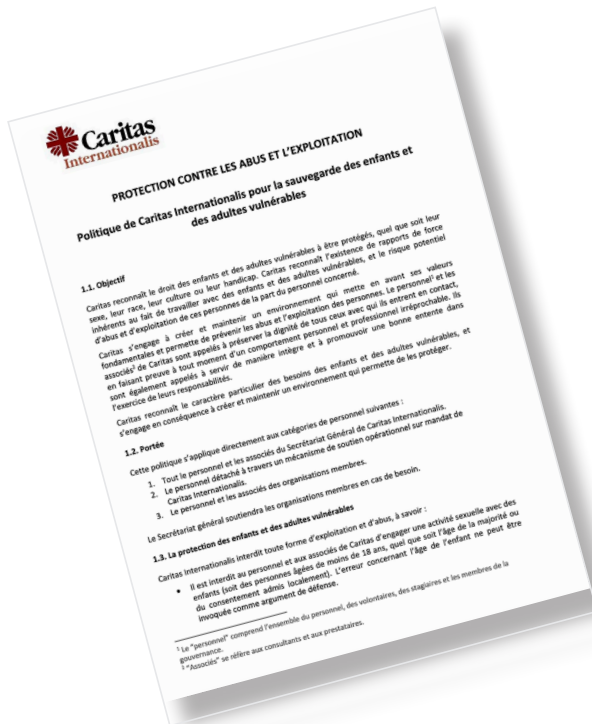 Caritas
Internationalis
PROTECTION CONTRE LES ABUS ET L'EXPLOITATION
Politique de Caritas Internationalis pour la sauvegarde des enfants et
des adultes vulnérables
1.1. Objectif
Caritas reconnaît le droit des enfants et des adultes vulnérables à être protégés, quel que soit leur
sexe, leur race, leur culture ou leur handicap. Caritas reconnaît l'existence de rapports de force
inhérents au fait de travailler avec des enfants et des adultes vulnérables, et le risque potentiel
d'abus et d'exploitation de ces personnes de la part du personnel concerné.
Caritas s'engage à créer et maintenir un environnement qui mette en avant ses valeurs
fondamentales et permette de prévenir les abus et l'exploitation des personnes. Le personnel¹ et les
associés² de Caritas sont appelés à préserver la dignité de tous ceux avec qui ils entrent en contact,
en faisant preuve à tout moment d'un comportement personnel et professionnel irréprochable. Ils
sont également appelés à servir de manière intègre et à promouvoir une bonne entente dans
l'exercice de leurs responsabilités.
Caritas reconnaît le caractère particulier des besoins des enfants et des adultes vulnérables, et
s'engage en conséquence à créer et maintenir un environnement qui permette de les protéger.
1.2. Portée
Cette politique s'applique directement aux catégories de personnel suivantes :
1. Tout le personnel et les associés du Secrétariat Général de Caritas Internationalis.
2. Le personnel détaché à travers un mécanisme de soutien opérationnel sur mandat de
Caritas Internationalis.
3. Le personnel et les associés des organisations membres.
Le Secrétariat général soutiendra les organisations membres en cas de besoin.
1.3. La protection des enfants et des adultes vulnérables
Caritas Internationalis interdit toute forme d'exploitation et d'abus, à savoir :
• Il est interdit au personnel et aux associés de Caritas d'engager une activité sexuelle avec des
enfants (soit des personnes âgées de moins de 18 ans, quel que soit l'âge de la majorité ou
du consentement admis localement). L'erreur concernant l'âge de l'enfant ne peut être
invoquée comme argument de défense.
¹ Le "personnel" comprend l'ensemble du personnel, des volontaires, des stagiaires et les membres de la
gouvernance.
² "Associés" se réfère aux consultants et aux prestataires.